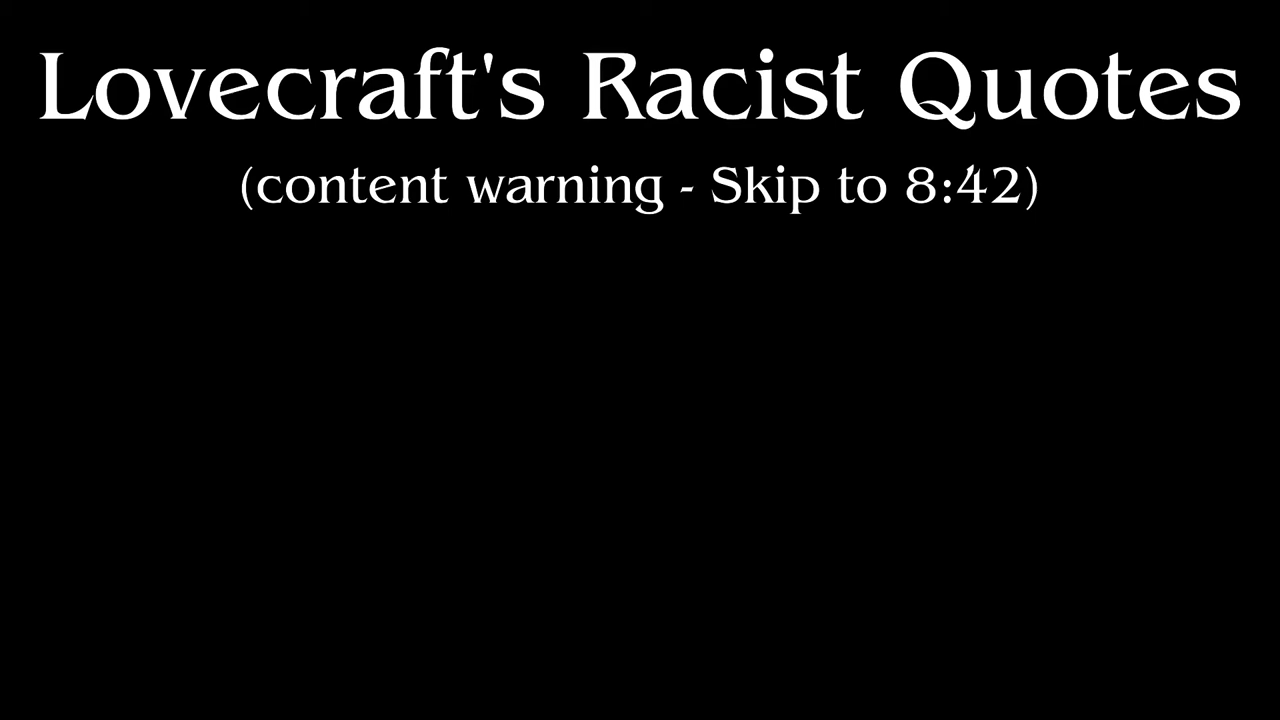 Lovecraft's Racist Quotes
(content warning - Skip to 8:42)